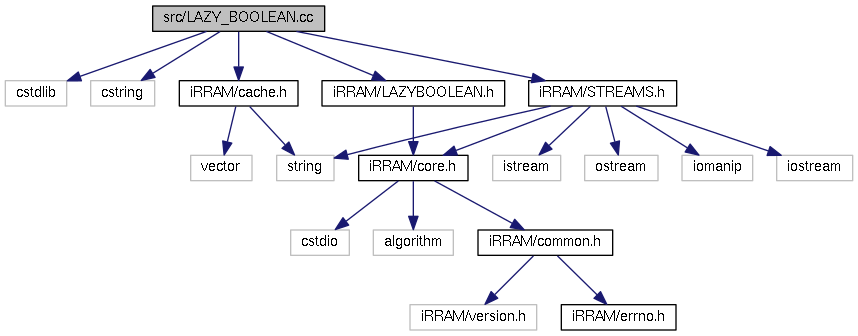 src/LAZY_BOOLEAN.cc
cstdlib
cstring
iRRAM/cache.h
iRRAM/LAZYBOOLEAN.h
iRRAM/STREAMS.h
vector
string
iRRAM/core.h
istream
ostream
iomanip
iostream
cstdio
algorithm
iRRAM/common.h
iRRAM/version.h
iRRAM/errno.h